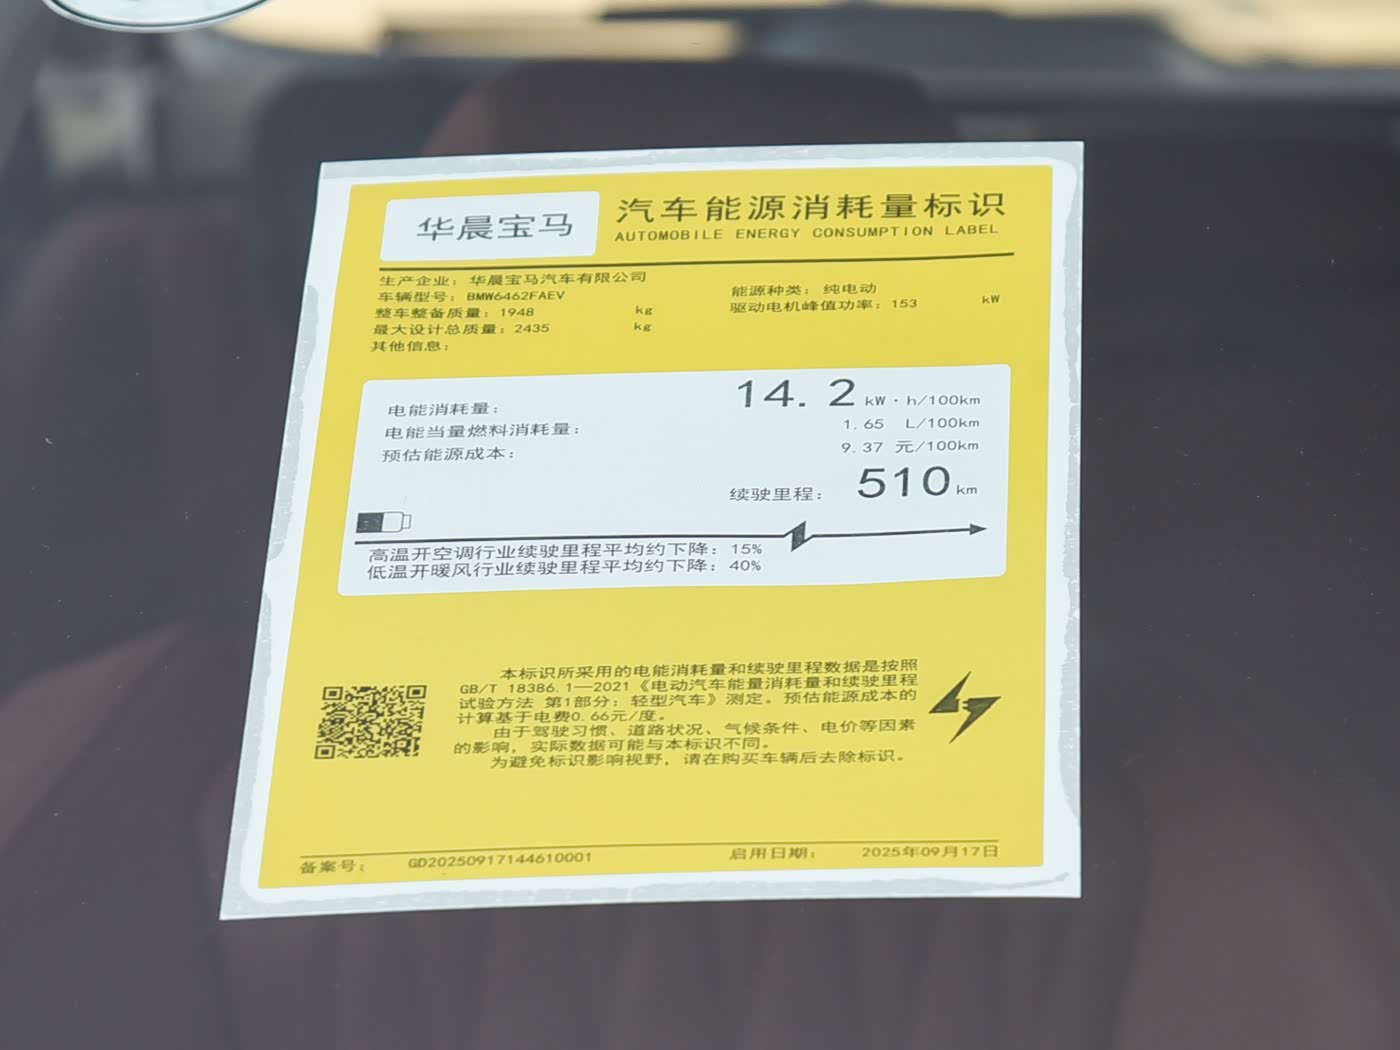 华晨宝马
汽车能源消耗量标识
AUTOMOBILE ENERGY CONSUMPTION LABEL
生产企业：华晨宝马汽车有限公司
车辆型号：BMW6462FAEV
整车整备质量：1948 kg
最大设计总质量：2435 kg
其他信息：
能源种类：纯电动
驱动电机峰值功率：153 kW
电能消耗量： 14.2 kW·h/100km
电能当量燃料消耗量： 1.65 L/100km
预估能源成本： 9.37 元/100km
续驶里程： 510 km
高温开空调行业续驶里程平均约下降：15%
低温开暖风行业续驶里程平均约下降：40%
本标识所采用的电能消耗量和续驶里程数据是按照
GB/T 18386.1—2021《电动汽车能量消耗量和续驶里程
试验方法 第1部分：轻型汽车》测定。预估能源成本的
计算基于电费0.66元/度。
由于驾驶习惯、道路状况、气候条件、电价等因素
的影响，实际数据可能与本标识不同。
为避免标识影响视野，请在购买车辆后去除标识。
备案号： GD20250917144610001 启用日期： 2025年09月17日